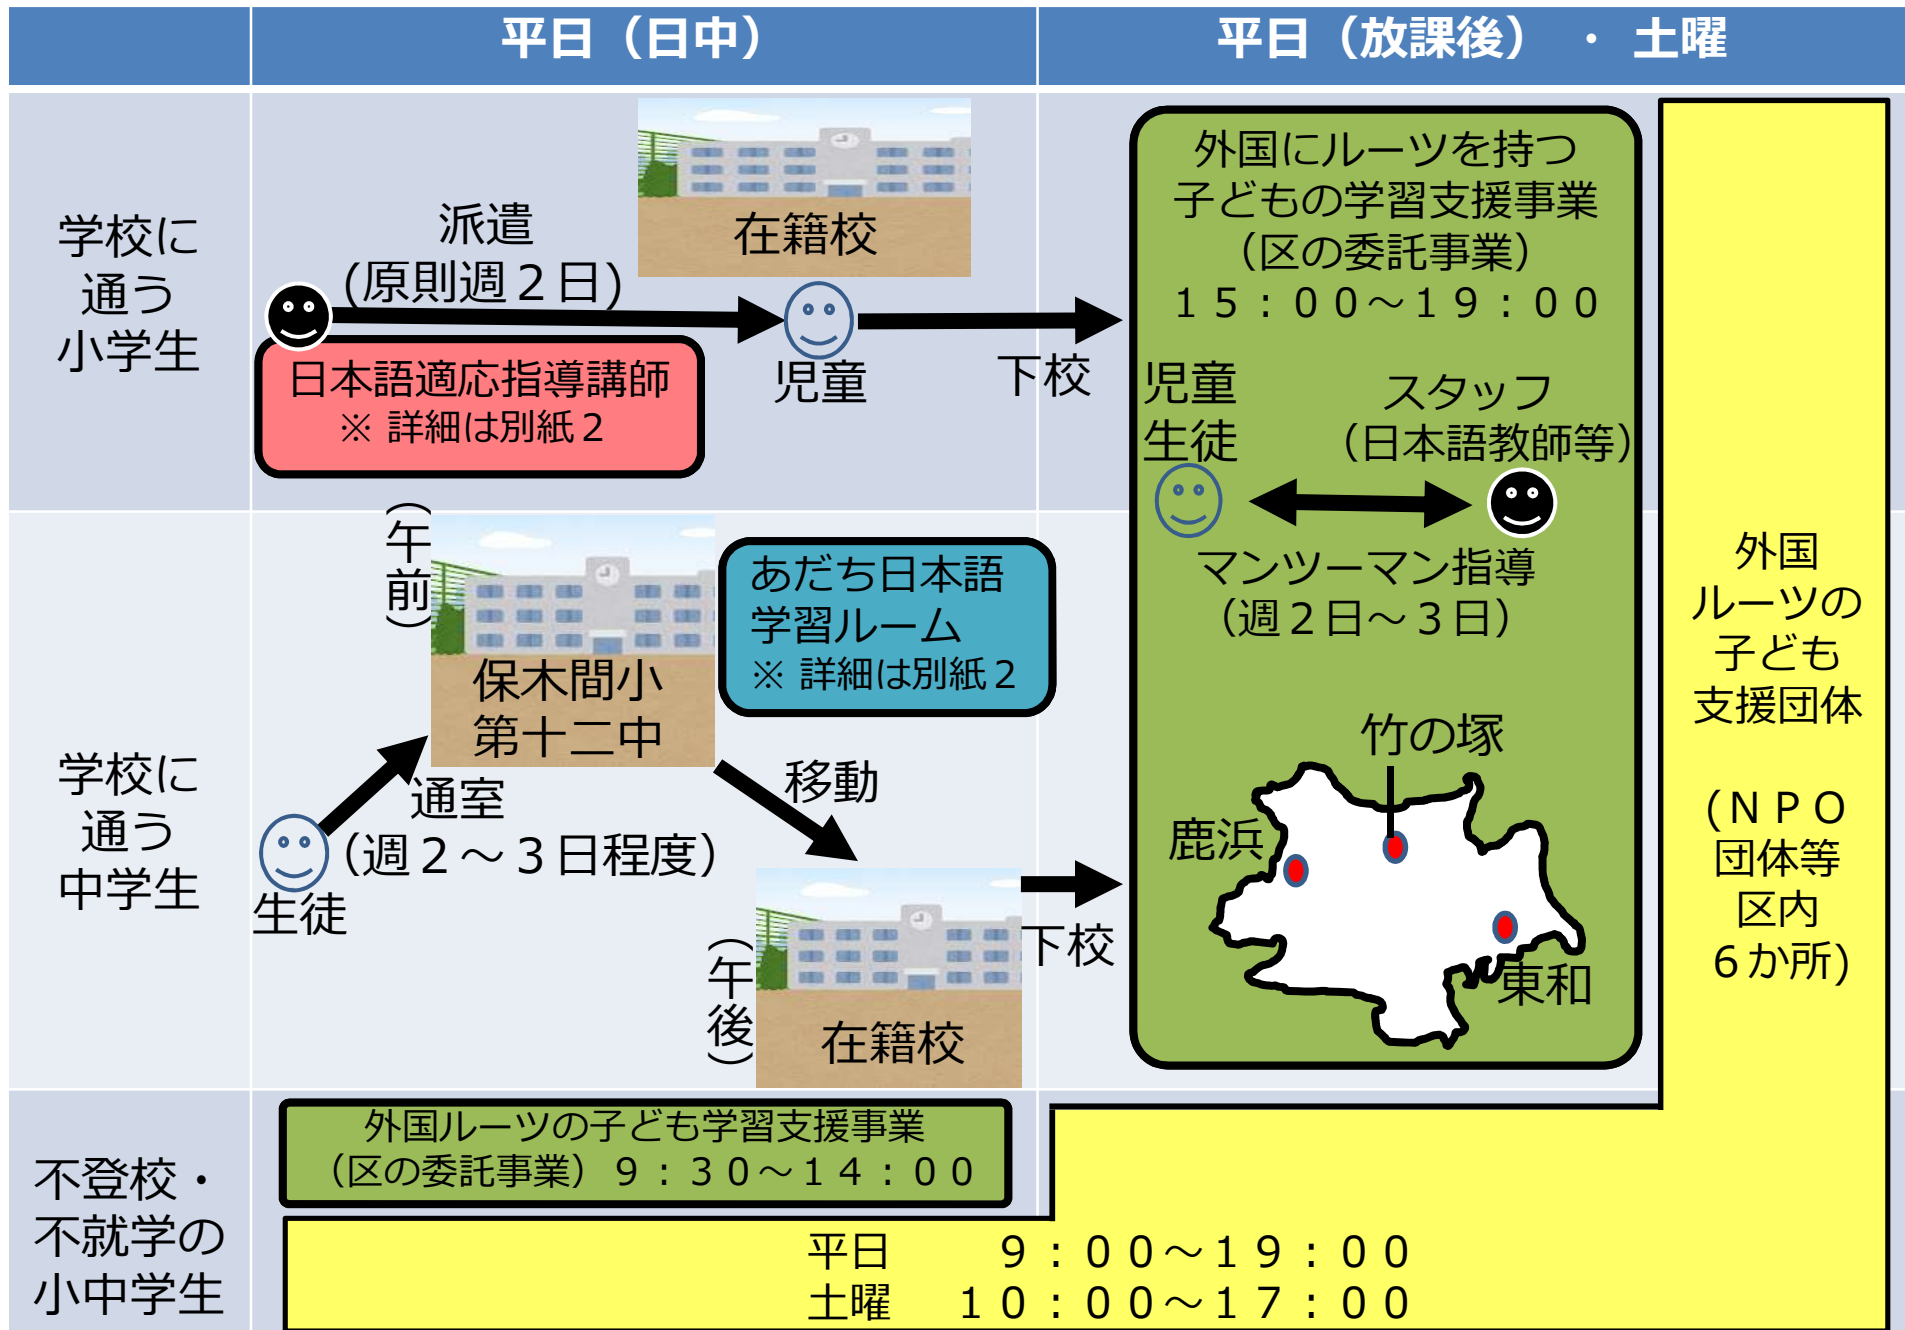 平日（日中）
平日（放課後） ・ 土曜
学校に
通う
小学生
派遣
(原則週２日)
在籍校
日本語適応指導講師
※ 詳細は別紙２
児童
下校
外国にルーツを持つ
子どもの学習支援事業
（区の委託事業）
１５：００～１９：００
児童
生徒
スタッフ
（日本語教師等）
マンツーマン指導
（週２日～３日）
竹の塚
鹿浜
東和
外国
ルーツの
子ども
支援団体
(ＮＰＯ
団体等
区内
６か所)
学校に
通う
中学生
（午前）
保木間小
第十二中
あだち日本語
学習ルーム
※ 詳細は別紙２
通室
（週２～３日程度）
生徒
移動
（午後）
在籍校
下校
不登校・
不就学の
小中学生
外国ルーツの子ども学習支援事業
（区の委託事業）９：３０～１４：００
平日　９：００～１９：００
土曜　１０：００～１７：００